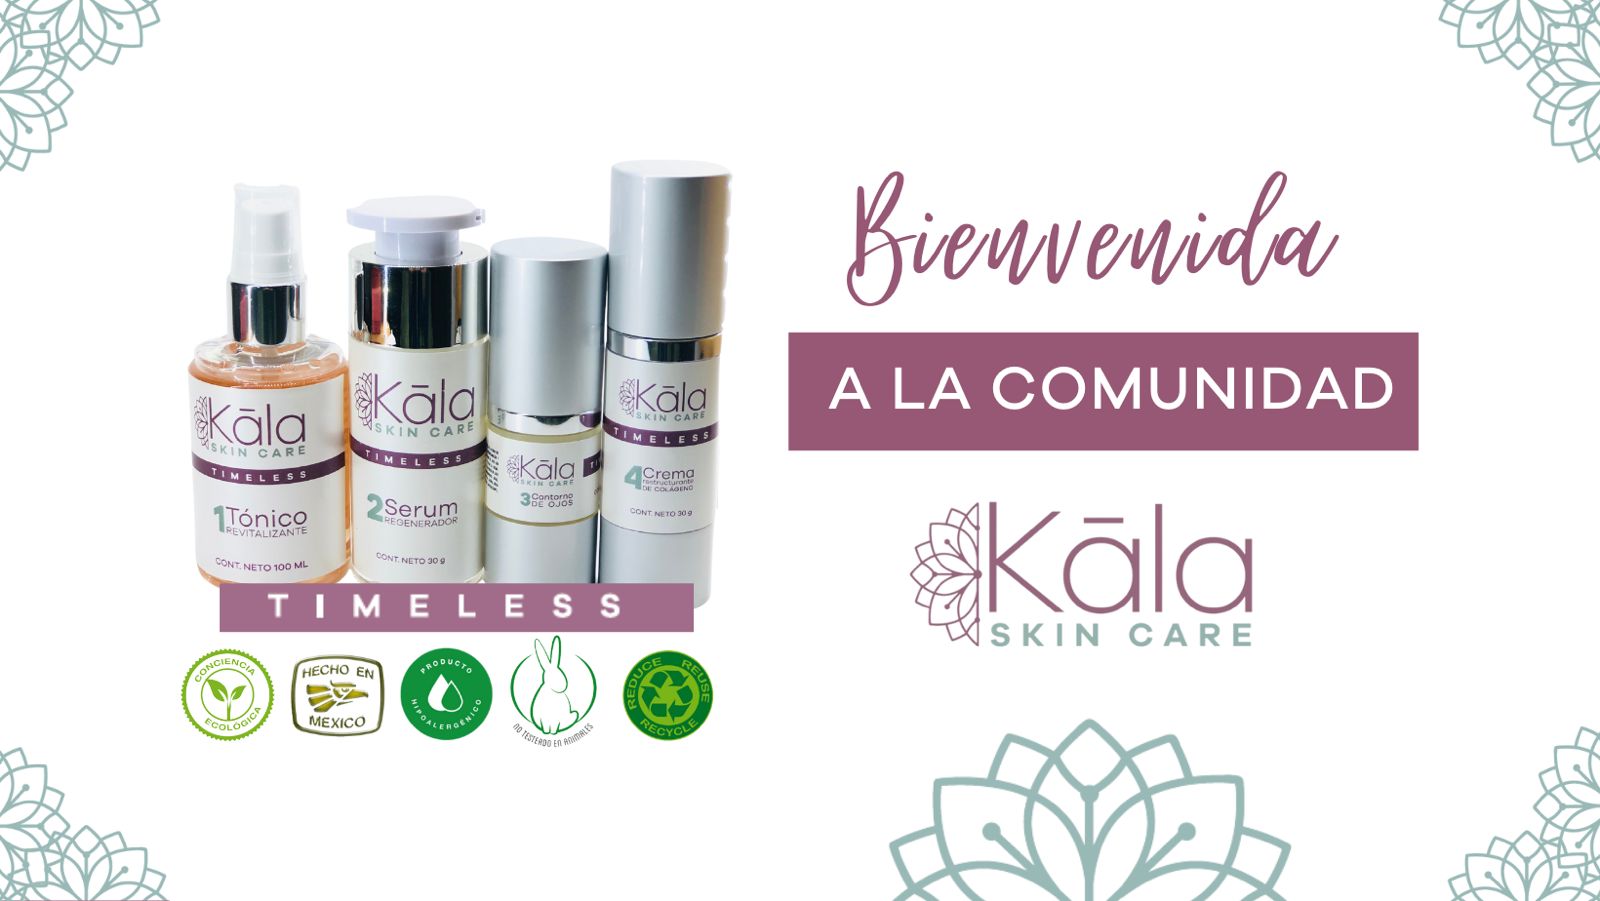 Bienvenida
A LA COMUNIDAD
Kāla
SKIN CARE
Kāla
SKIN CARE
TIMELESS
1 Tónico
REVITALIZANTE
CONT. NETO 100 ML
Kāla
SKIN CARE
TIMELESS
2 Serum
REGENERADOR
CONT. NETO 30 g
Kāla
SKIN CARE
3 Contorno
DE OJOS
Kāla
SKIN CARE
TIMELESS
4 Crema
restructurante
DE COLÁGENO
CONT. NETO 30 g
TIMELESS
CONCIENCIA
ECOLÓGICA
HECHO EN
MEXICO
PRODUCTO
HIPOALERGÉNICO
NO TESTEADO EN ANIMALES
REDUCE REUSE
RECYCLE